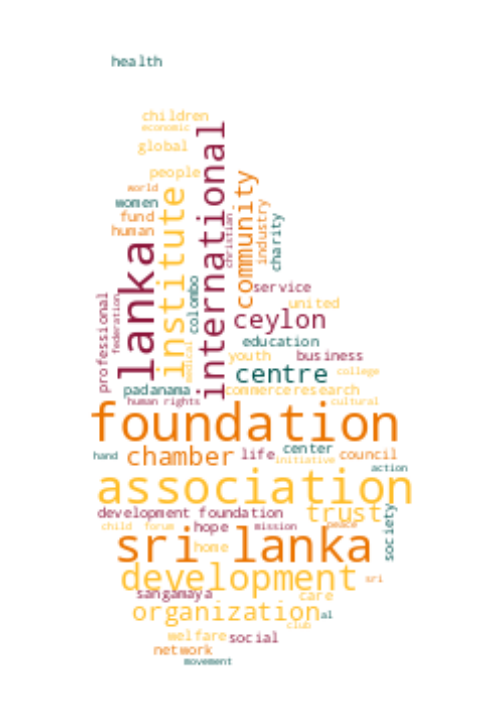 health
children
economic
global
people
world
women
fund
human
lanka
institute
international
community
christian
industry
charity
professional
federation
colombo
medical
service
united
ceylon
education
youth
business
centre
college
padanama
commerce
research
human rights
cultural
foundation
hand
chamber
life
center
initiative
council
action
association
development foundation
trust
child
forum
hope
mission
peace
society
sri lanka
home
development
sri
sangamaya
care
organization
al
club
welfare
social
network
movement